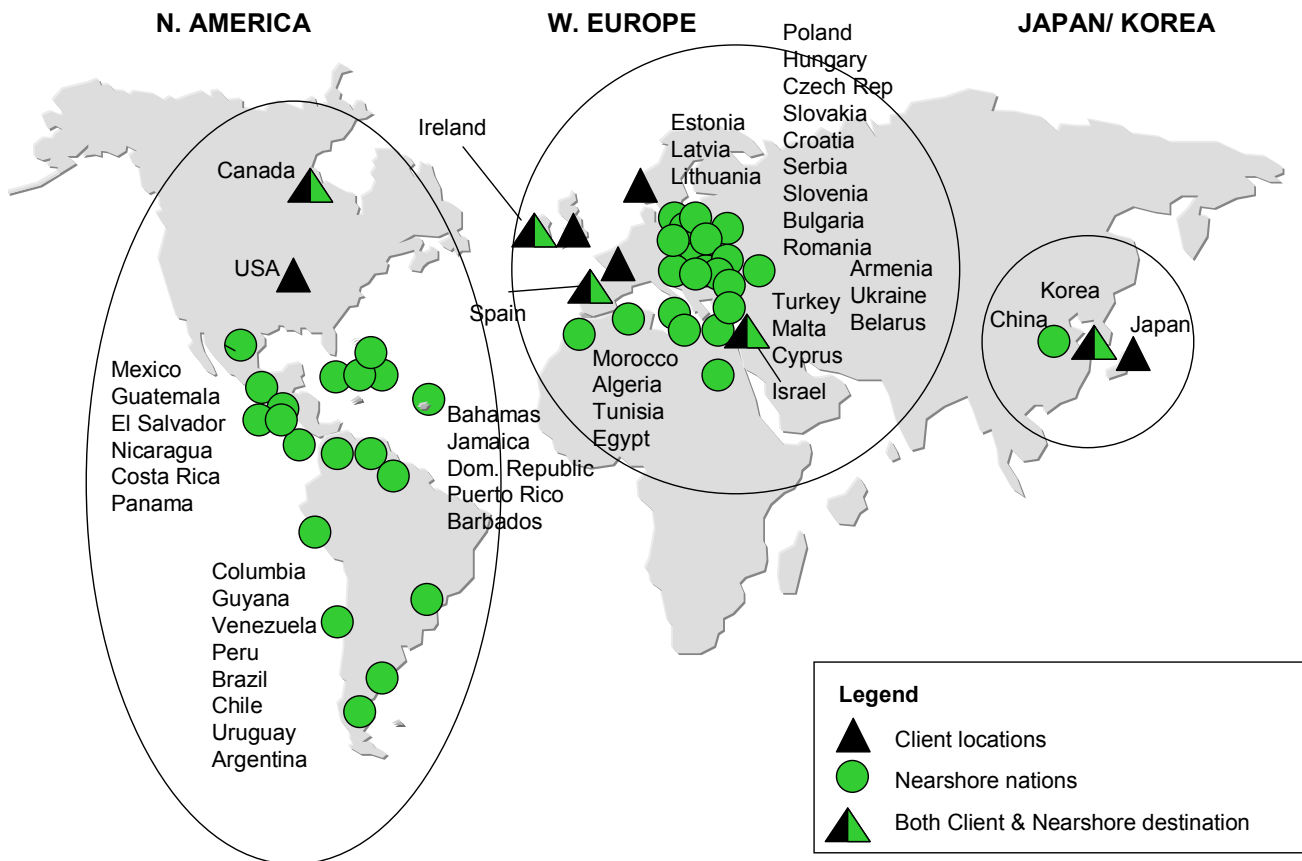 N. AMERICA
W. EUROPE
JAPAN/ KOREA
Canada
USA
Mexico
Guatemala
El Salvador
Nicaragua
Costa Rica
Panama
Bahamas
Jamaica
Dom. Republic
Puerto Rico
Barbados
Columbia
Guyana
Venezuela
Peru
Brazil
Chile
Uruguay
Argentina
Ireland
Spain
Estonia
Latvia
Lithuania
Poland
Hungary
Czech Rep
Slovakia
Croatia
Serbia
Slovenia
Bulgaria
Romania
Armenia
Ukraine
Belarus
Turkey
Malta
Cyprus
Israel
Morocco
Algeria
Tunisia
Egypt
Korea
China
Japan
Legend
Client locations
Nearshore nations
Both Client & Nearshore destination